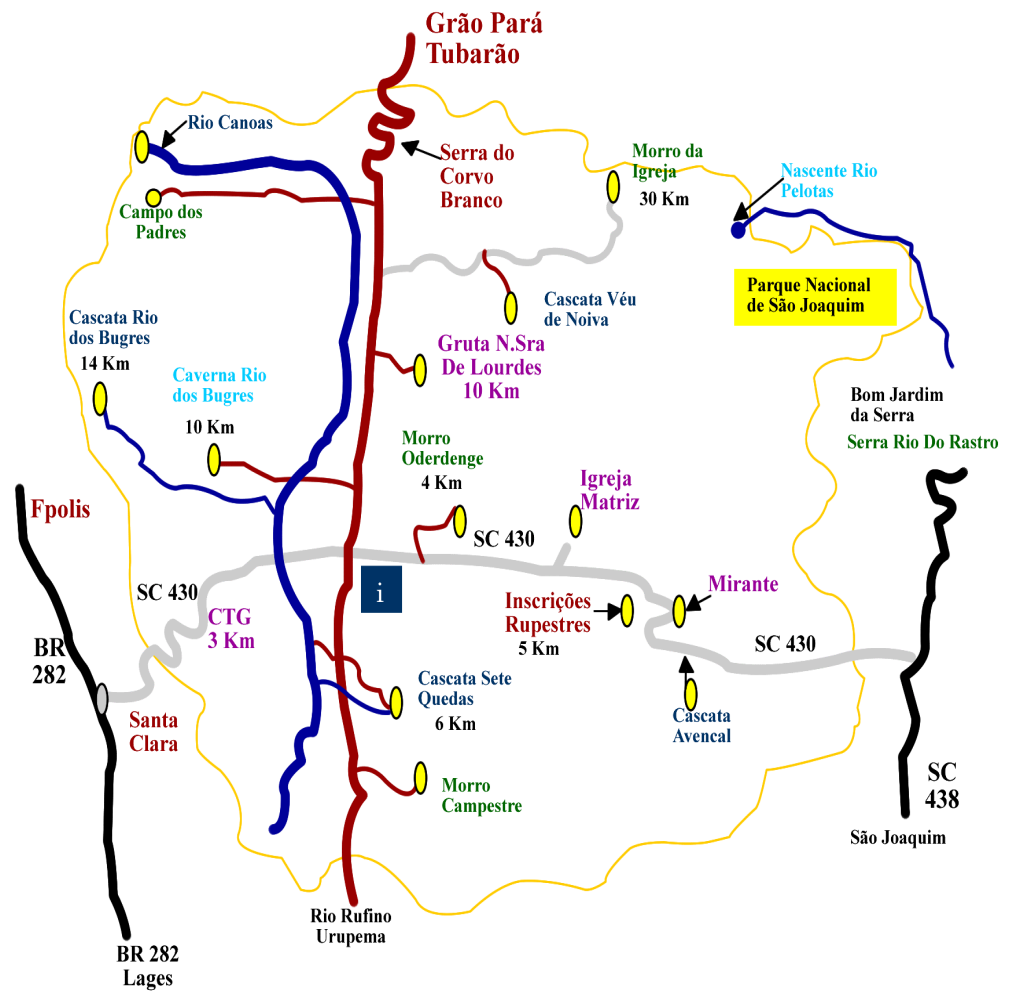 Grão Pará
Tubarão
Rio Canoas
Serra do
Corvo
Branco
Morro da
Igreja
30 Km
Nascente Rio
Pelotas
Campo dos
Padres
Parque Nacional
de São Joaquim
Cascata Véu
de Noiva
Cascata Rio
dos Bugres
14 Km
Gruta N.Sra
De Lourdes
10 Km
Caverna Rio
dos Bugres
10 Km
Bom Jardim
da Serra
Serra Rio Do Rastro
Morro
Oderdenge
4 Km
Igreja
Matriz
Fpolis
SC 430
SC 430
i
Mirante
Inscrições
Rupestres
5 Km
CTG
3 Km
BR
282
SC 430
Cascata Sete
Quedas
6 Km
Santa
Clara
Cascata
Avencal
Morro
Campestre
SC
438
São Joaquim
Rio Rufino
Urupema
BR 282
Lages